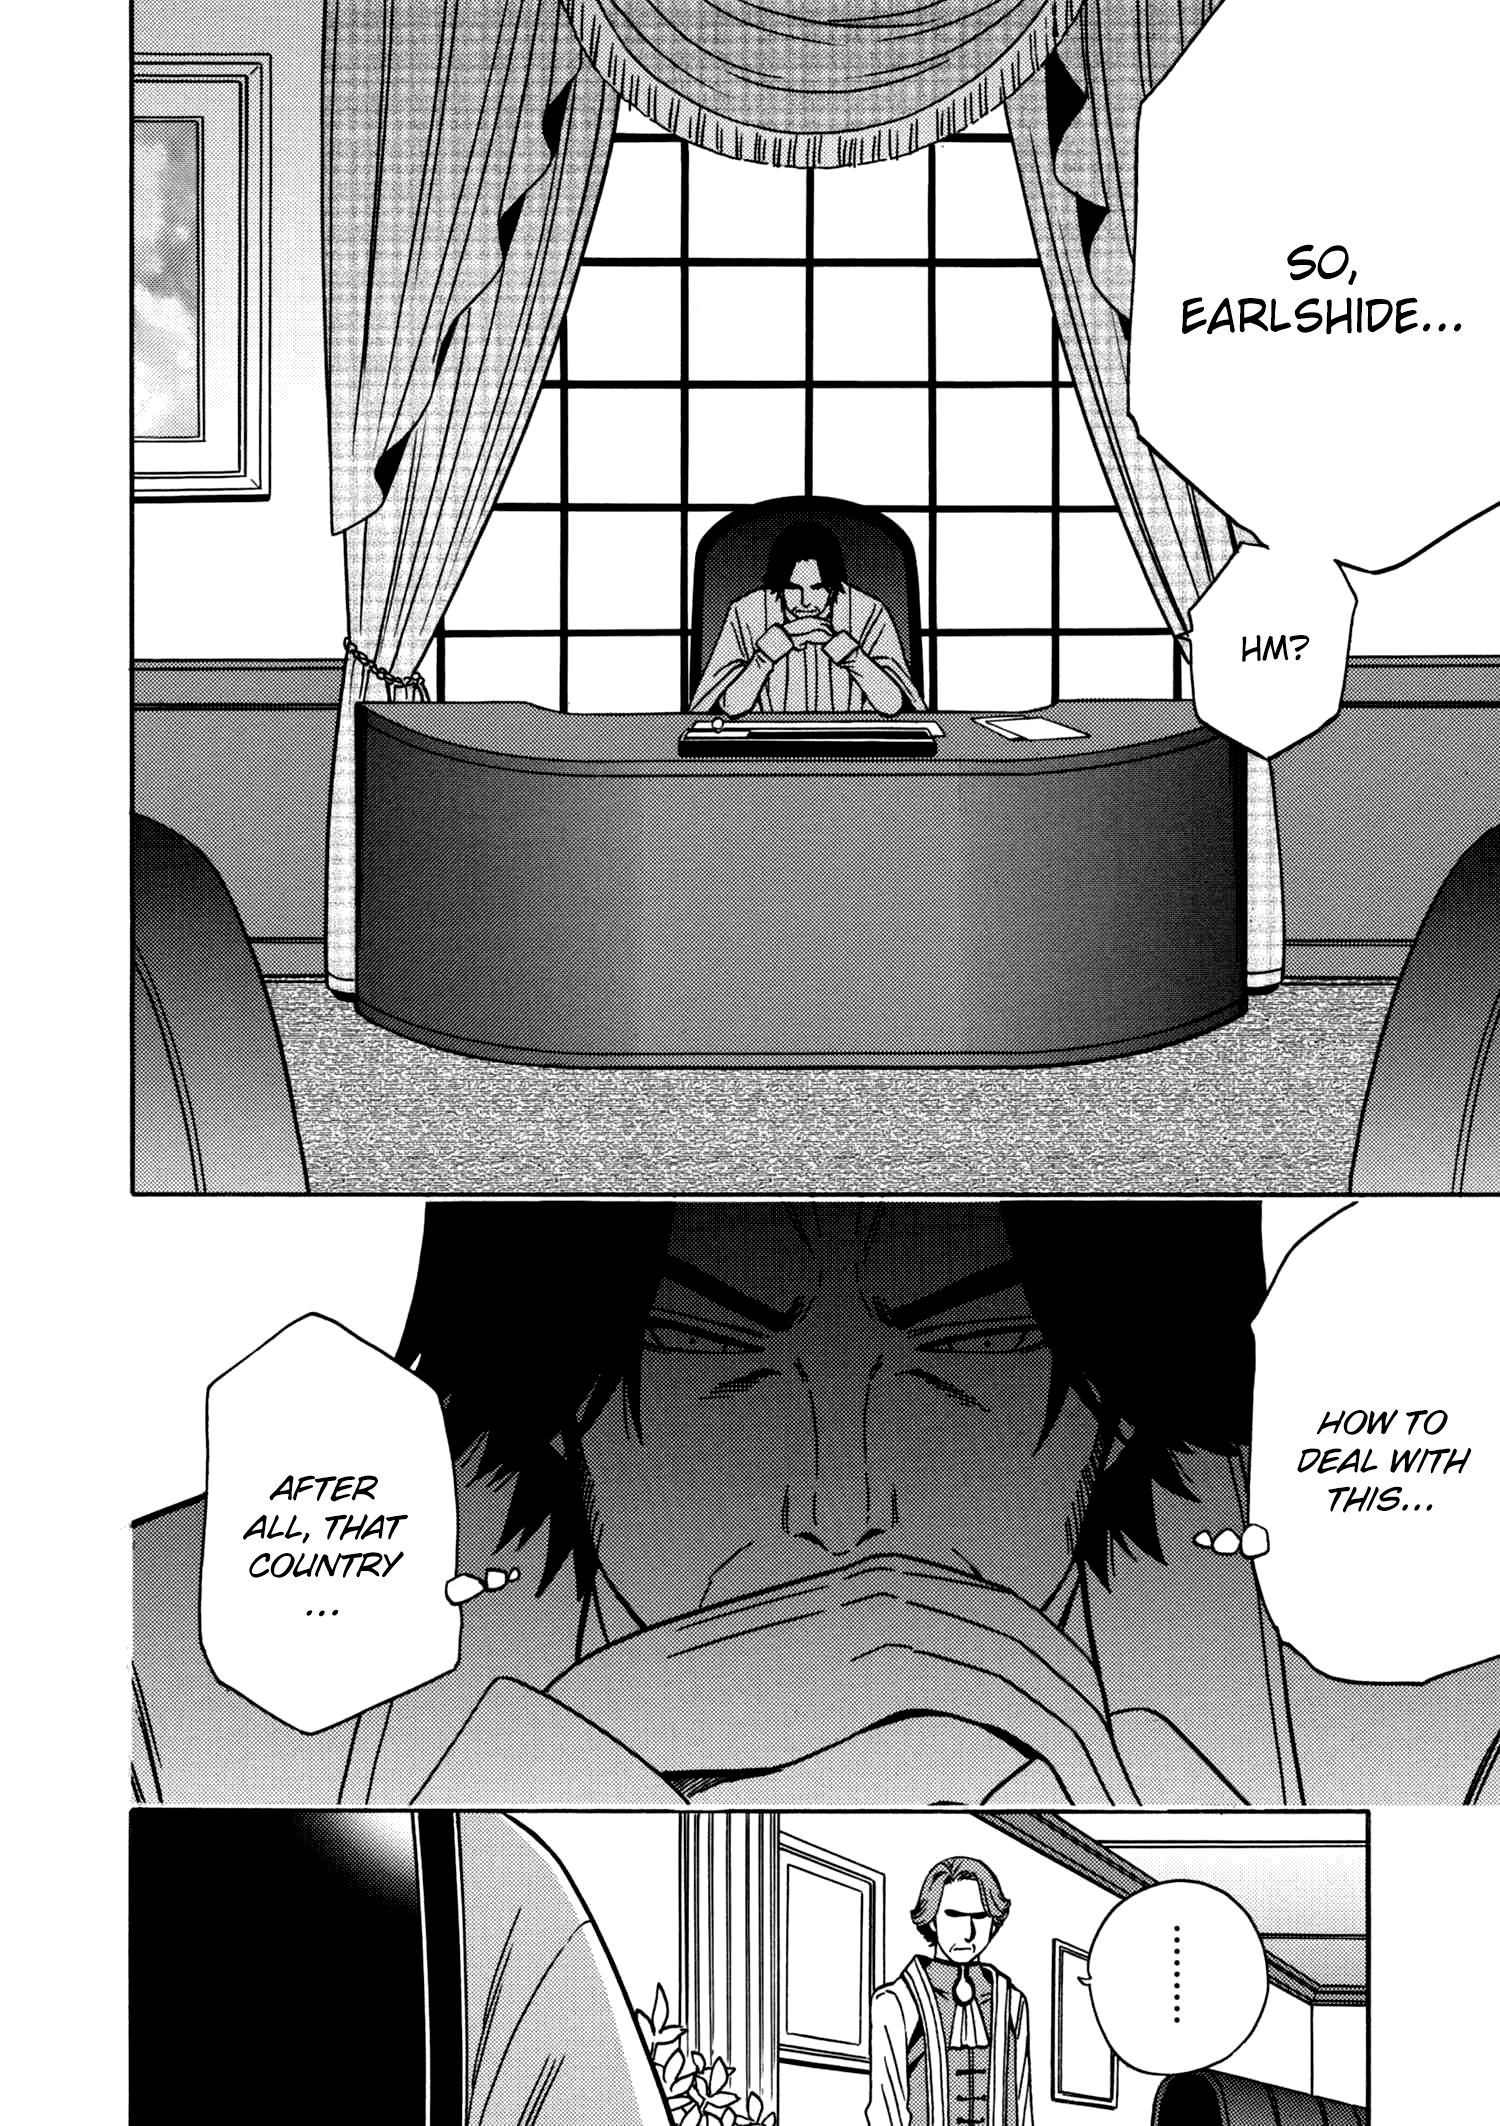 SO,
EARLSHIDE...
HM?
HOW TO
DEAL WITH
THIS...
AFTER
ALL, THAT
COUNTRY
...
.......